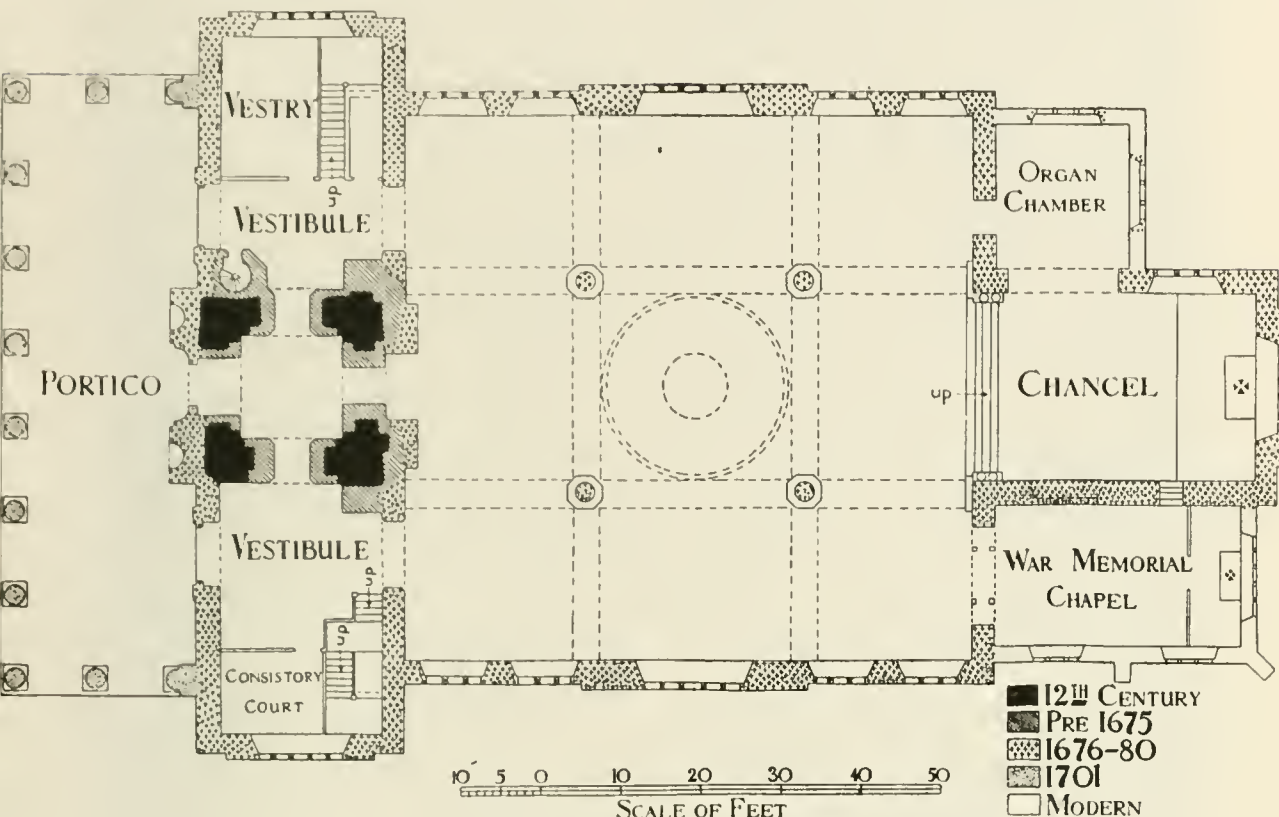 VESTRY
up
VESTIBULE
ORGAN
CHAMBER
PORTICO
up
CHANCEL
VESTIBULE
up
up
WAR MEMORIAL
CHAPEL
CONSISTORY
COURT
12TH CENTURY
PRE 1675
1676-80
1701
MODERN
10 5 0 10 20 30 40 50
SCALE OF FEET